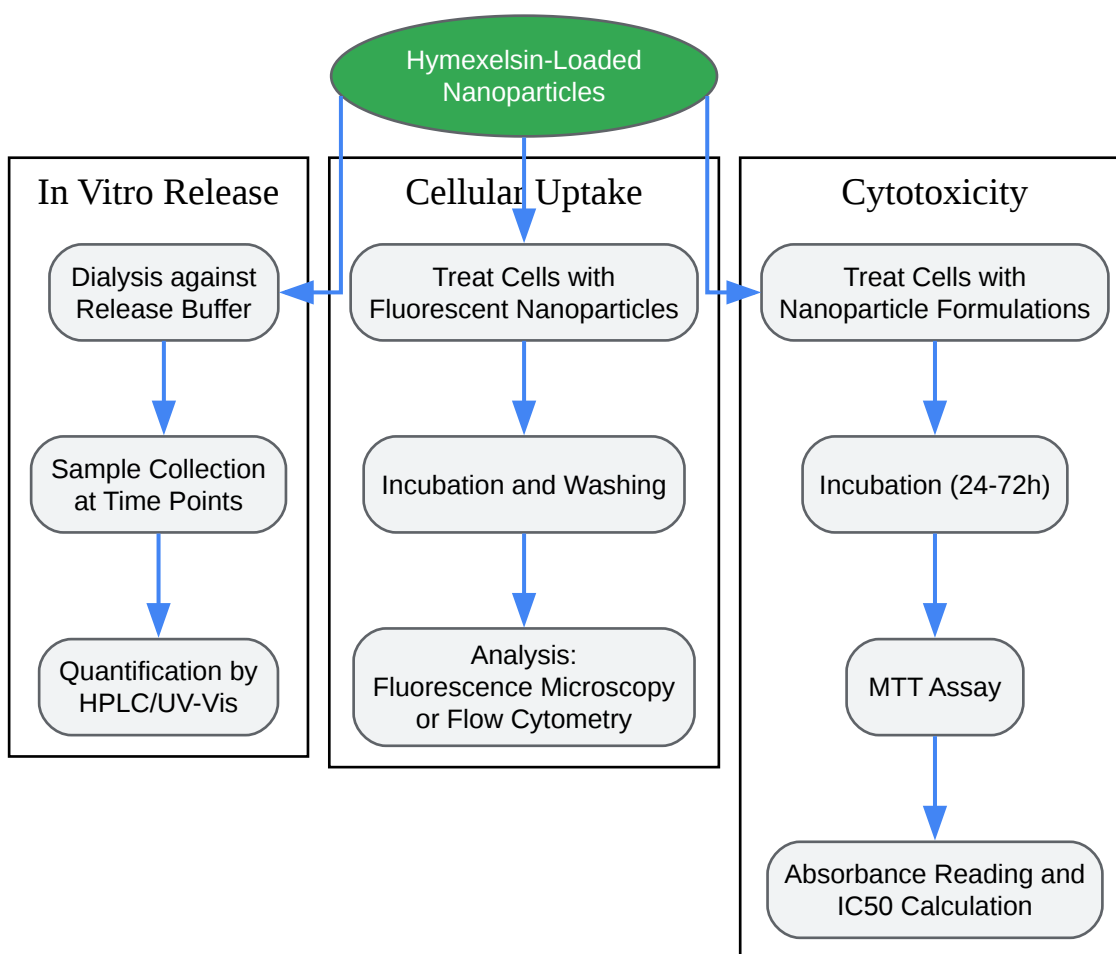 Hymexelsin-Loaded
Nanoparticles
In Vitro Release
Dialysis against
Release Buffer
Sample Collection
at Time Points
Quantification by
HPLC/UV-Vis
Cellular Uptake
Treat Cells with
Fluorescent Nanoparticles
Incubation and Washing
Analysis:
Fluorescence Microscopy
or Flow Cytometry
Cytotoxicity
Treat Cells with
Nanoparticle Formulations
Incubation (24-72h)
MTT Assay
Absorbance Reading and
IC50 Calculation